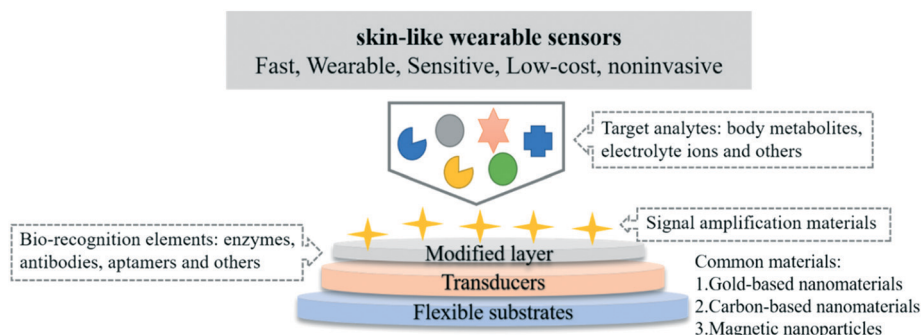 skin-like wearable sensors
Fast, Wearable, Sensitive, Low-cost, noninvasive
Target analytes: body metabolites,
electrolyte ions and others
Signal amplification materials
Bio-recognition elements: enzymes,
antibodies, aptamers and others
Modified layer
Transducers
Flexible substrates
Common materials:
1.Gold-based nanomaterials
2.Carbon-based nanomaterials
3.Magnetic nanoparticles